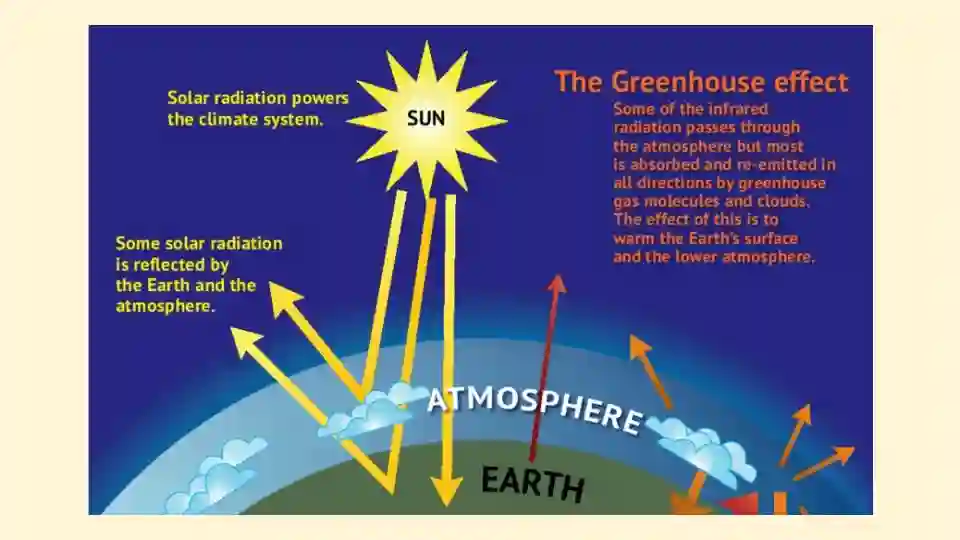 Solar radiation powers
the climate system.
SUN
The Greenhouse effect
Some of the infrared
radiation passes through
the atmosphere but most
is absorbed and re-emitted in
all directions by greenhouse
gas molecules and clouds.
The effect of this is to
warm the Earth's surface
and the lower atmosphere.
Some solar radiation
is reflected by
the Earth and the
atmosphere.
ATMOSPHERE
EARTH